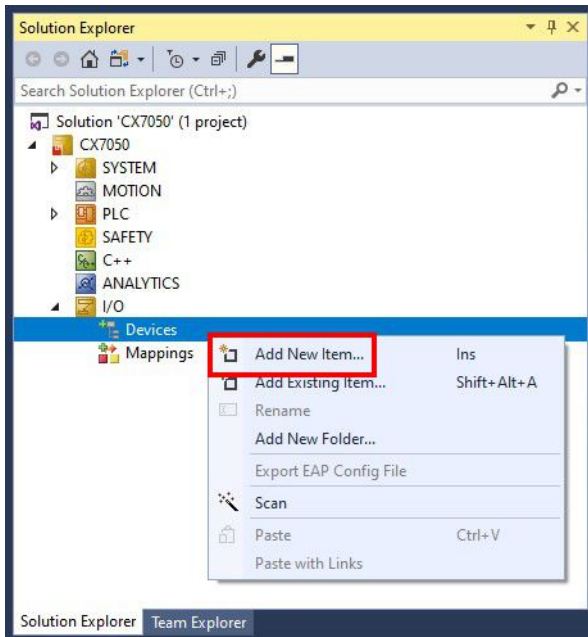 Solution Explorer
Search Solution Explorer (Ctrl+;)
Solution 'CX7050' (1 project)
CX7050
SYSTEM
MOTION
PLC
SAFETY
C++
ANALYTICS
I/O
Devices
Mappings
Add New Item... Ins
Add Existing Item... Shift+Alt+A
Rename
Add New Folder...
Export EAP Config File
Scan
Paste Ctrl+V
Paste with Links
Solution Explorer Team Explorer